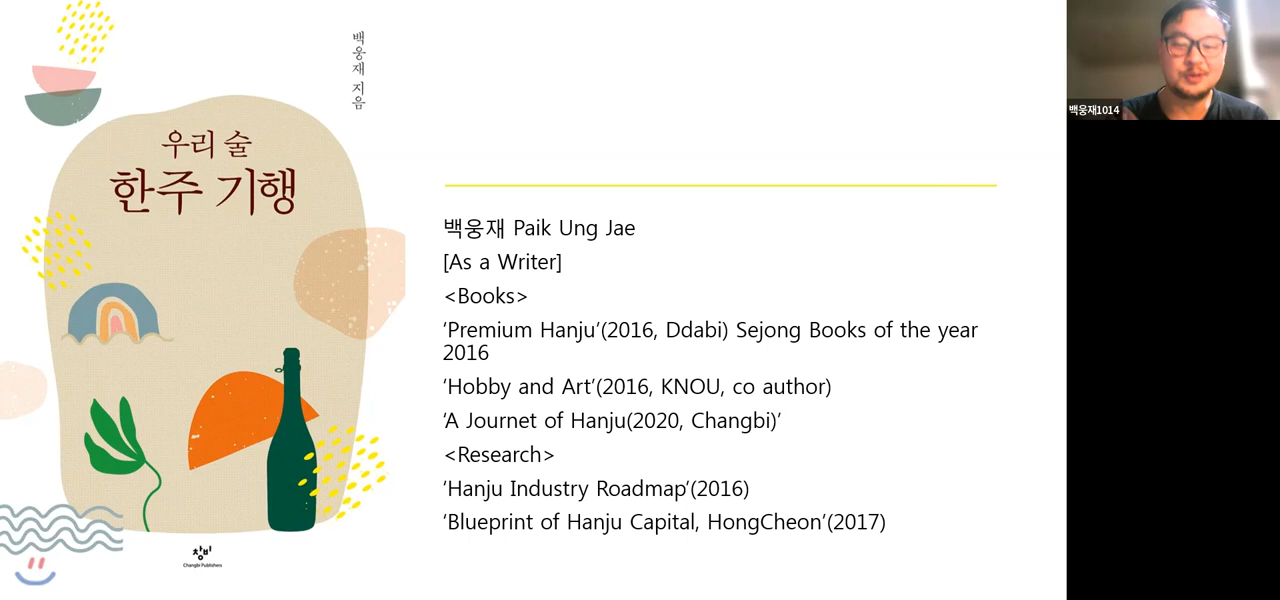 백웅재 지음
우리 술
한주 기행
창비
Changbi Publishers
백웅재 Paik Ung Jae
[As a Writer]
<Books>
‘Premium Hanju’(2016, Ddabi) Sejong Books of the year
2016
‘Hobby and Art’(2016, KNOU, co author)
‘A Journet of Hanju(2020, Changbi)’
<Research>
‘Hanju Industry Roadmap’(2016)
‘Blueprint of Hanju Capital, HongCheon’(2017)
백웅재1014